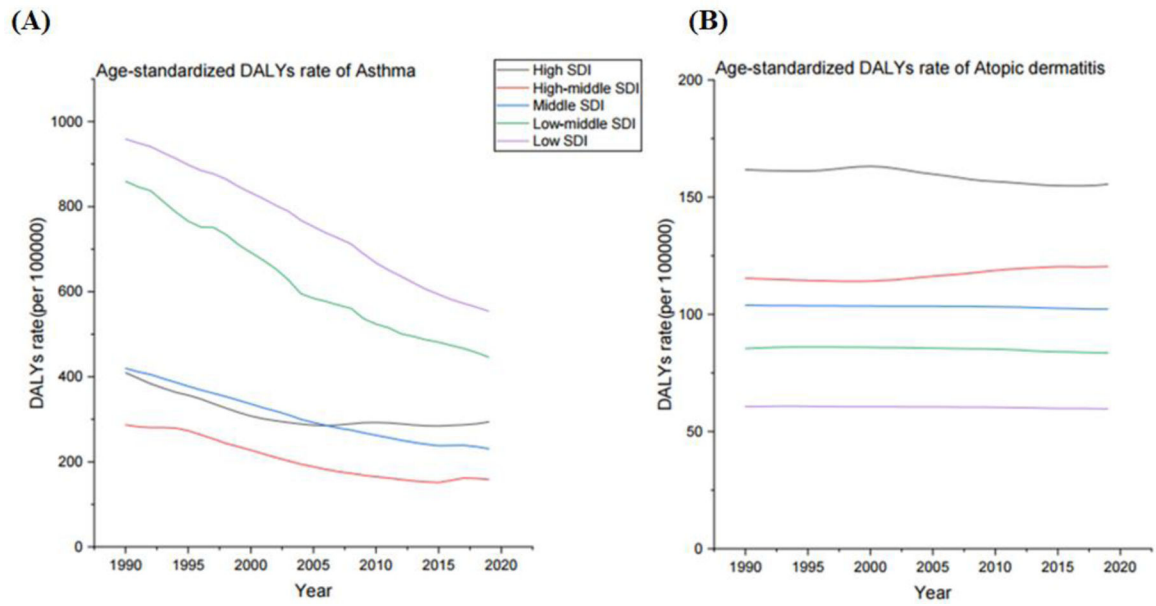 (A)
(B)
Age-standardized DALYs rate of Asthma
High SDI
High-middle SDI
Middle SDI
Low-middle SDI
Low SDI
DALYs rate(per 100000)
1000
800
600
400
200
0
1990 1995 2000 2005 2010 2015 2020
Year
Age-standardized DALYs rate of Atopic dermatitis
DALYs rate(per 100000)
200
150
100
50
0
1990 1995 2000 2005 2010 2015 2020
Year